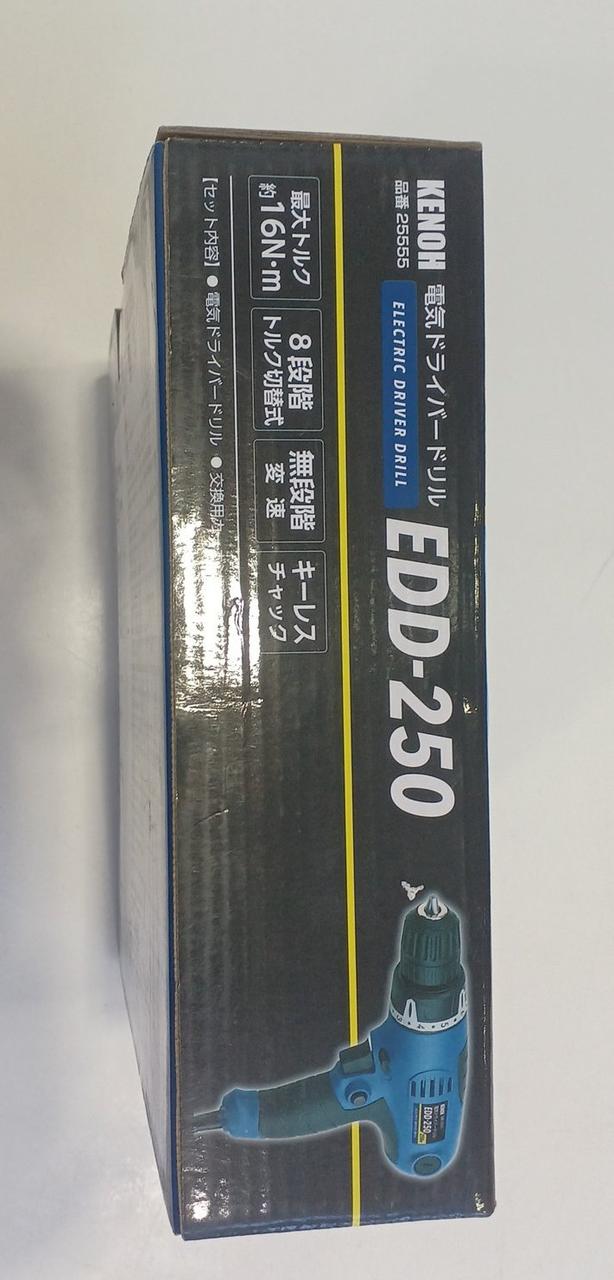 KENOH 電気ドライバードリル
品番 25555
ELECTRIC DRIVER DRILL
EDD-250
最大トルク
約16N·m
8段階
トルク切替式
無段階
変速
キーレス
チャック
【セット内容】 ● 電気ドライバードリル ● 交換用カ
EDD-250